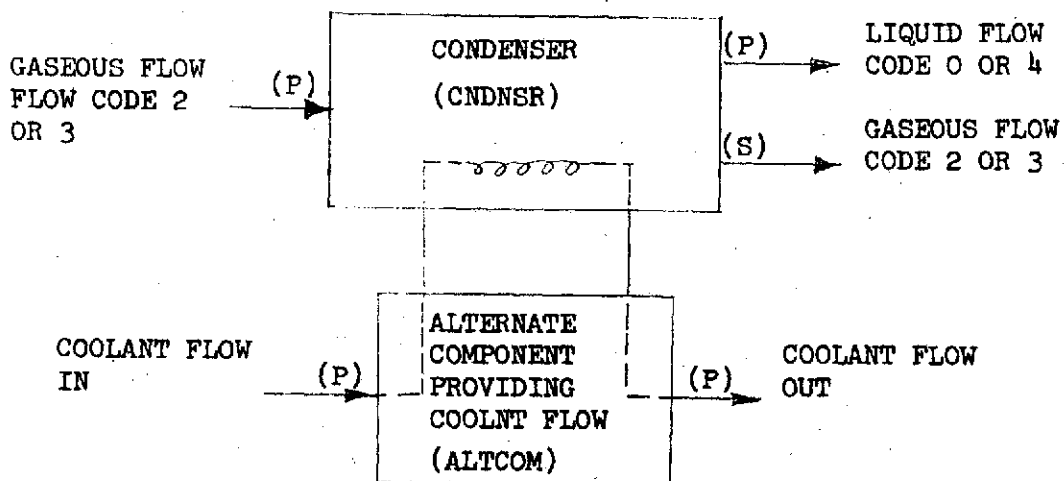 GASEOUS FLOW
FLOW CODE 2
OR 3
(P)
CONDENSER
(CNDNSR)
(P)
LIQUID FLOW
CODE 0 OR 4
(S)
GASEOUS FLOW
CODE 2 OR 3
COOLANT FLOW
IN
(P)
ALTERNATE
COMPONENT
PROVIDING
COOLNT FLOW
(ALTCOM)
(P)
COOLANT FLOW
OUT